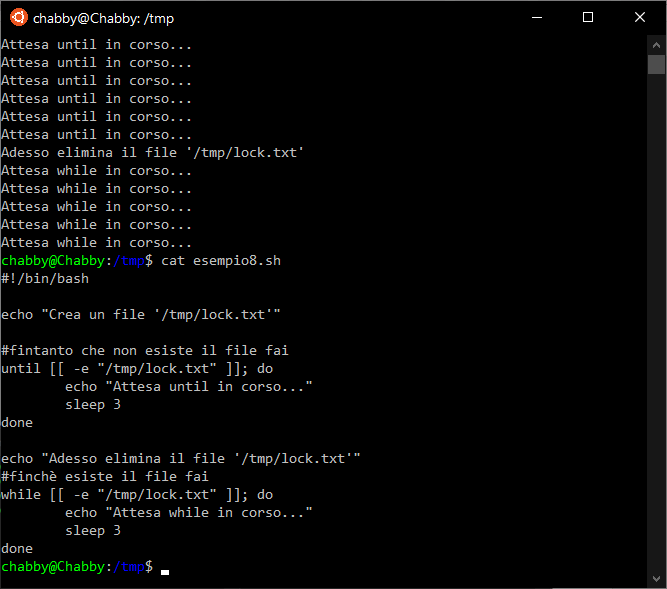 chabby@Chabby: /tmp
Attesa until in corso...
Attesa until in corso...
Attesa until in corso...
Attesa until in corso...
Attesa until in corso...
Attesa until in corso...
Adesso elimina il file '/tmp/lock.txt'
Attesa while in corso...
Attesa while in corso...
Attesa while in corso...
Attesa while in corso...
Attesa while in corso...
chabby@Chabby:/tmp$ cat esempio8.sh
#!/bin/bash
echo "Crea un file '/tmp/lock.txt'"
#fintanto che non esiste il file fai
until [[ -e "/tmp/lock.txt" ]]; do
        echo "Attesa until in corso..."
        sleep 3
done
echo "Adesso elimina il file '/tmp/lock.txt'"
#finchè esiste il file fai
while [[ -e "/tmp/lock.txt" ]]; do
        echo "Attesa while in corso..."
        sleep 3
done
chabby@Chabby:/tmp$